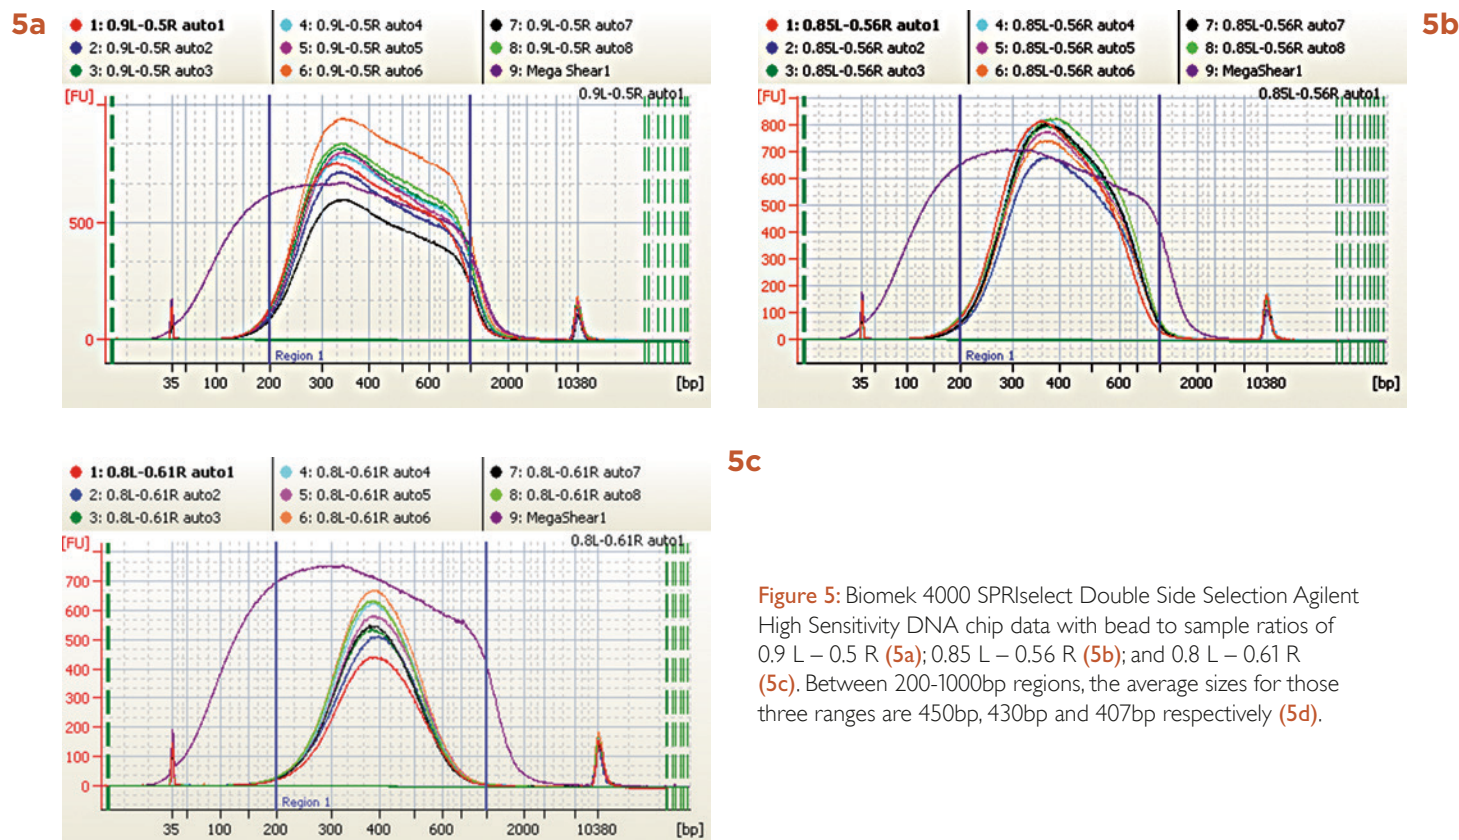 5a
1: 0.9L-0.5R auto1
2: 0.9L-0.5R auto2
3: 0.9L-0.5R auto3
4: 0.9L-0.5R auto4
5: 0.9L-0.5R auto5
6: 0.9L-0.5R auto6
7: 0.9L-0.5R auto7
8: 0.9L-0.5R auto8
9: Mega Shear1
[FU]
0.9L-0.5R auto1
500
0
Region 1
35 100 200 300 400 600 2000 10380 [bp]
5b
1: 0.85L-0.56R auto1
2: 0.85L-0.56R auto2
3: 0.85L-0.56R auto3
4: 0.85L-0.56R auto4
5: 0.85L-0.56R auto5
6: 0.85L-0.56R auto6
7: 0.85L-0.56R auto7
8: 0.85L-0.56R auto8
9: MegaShear1
[FU]
0.85L-0.56R auto1
800
700
600
500
400
300
200
100
0
Region 1
35 100 200 300 400 600 2000 10380 [bp]
5c
1: 0.8L-0.61R auto1
2: 0.8L-0.61R auto2
3: 0.8L-0.61R auto3
4: 0.8L-0.61R auto4
5: 0.8L-0.61R auto5
6: 0.8L-0.61R auto6
7: 0.8L-0.61R auto7
8: 0.8L-0.61R auto8
9: MegaShear1
[FU]
0.8L-0.61R auto1
700
600
500
400
300
200
100
0
Region 1
35 100 200 300 400 600 2000 10380 [bp]
Figure 5: Biomek 4000 SPRIselect Double Side Selection Agilent
High Sensitivity DNA chip data with bead to sample ratios of
0.9 L – 0.5 R (5a); 0.85 L – 0.56 R (5b); and 0.8 L – 0.61 R
(5c). Between 200-1000bp regions, the average sizes for those
three ranges are 450bp, 430bp and 407bp respectively (5d).